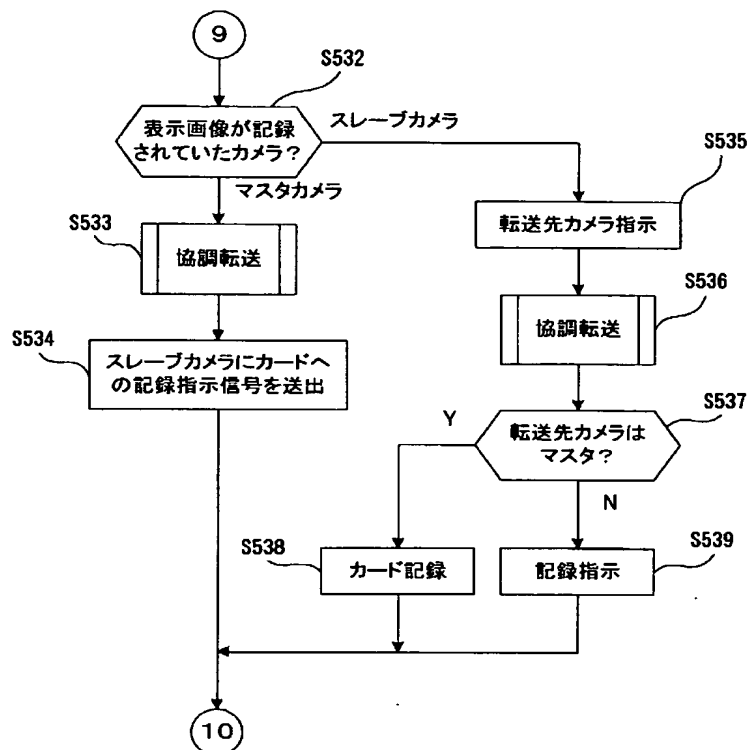 9
S532
表示画像が記録
されていたカメラ?
スレーブカメラ
マスタカメラ
S535
転送先カメラ指示
S533
協調転送
S536
協調転送
S534
スレーブカメラにカードへ
の記録指示信号を送出
S537
転送先カメラは
マスタ?
Y
N
S538
カード記録
S539
記録指示
10